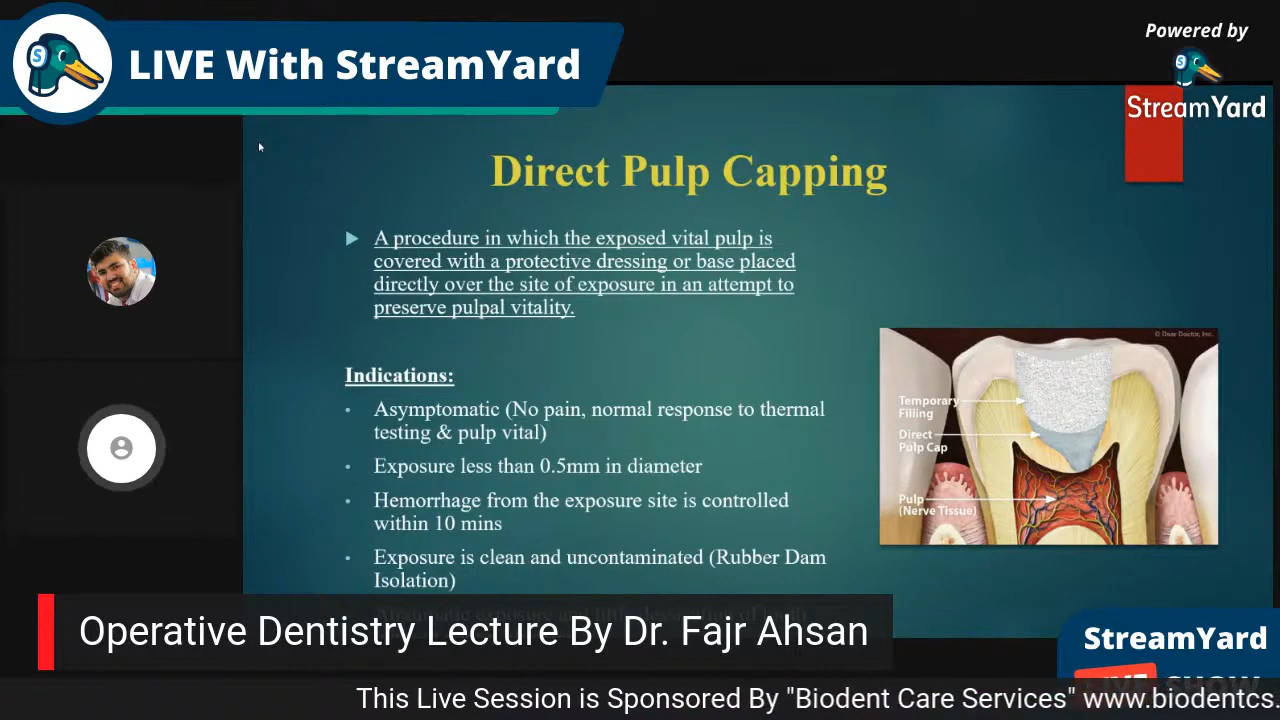 LIVE With StreamYard
Powered by
StreamYard
Direct Pulp Capping
A procedure in which the exposed vital pulp is
covered with a protective dressing or base placed
directly over the site of exposure in an attempt to
preserve pulpal vitality.
Indications:
• Asymptomatic (No pain, normal response to thermal
testing & pulp vital)
• Exposure less than 0.5mm in diameter
• Hemorrhage from the exposure site is controlled
within 10 mins
• Exposure is clean and uncontaminated (Rubber Dam
Isolation)
© Dear Doctor, Inc.
Temporary
Filling
Direct
Pulp Cap
Pulp
(Nerve Tissue)
Operative Dentistry Lecture By Dr. Fajr Ahsan
StreamYard
LIVE SHOW
This Live Session is Sponsored By "Biodent Care Services" www.biodentcs.